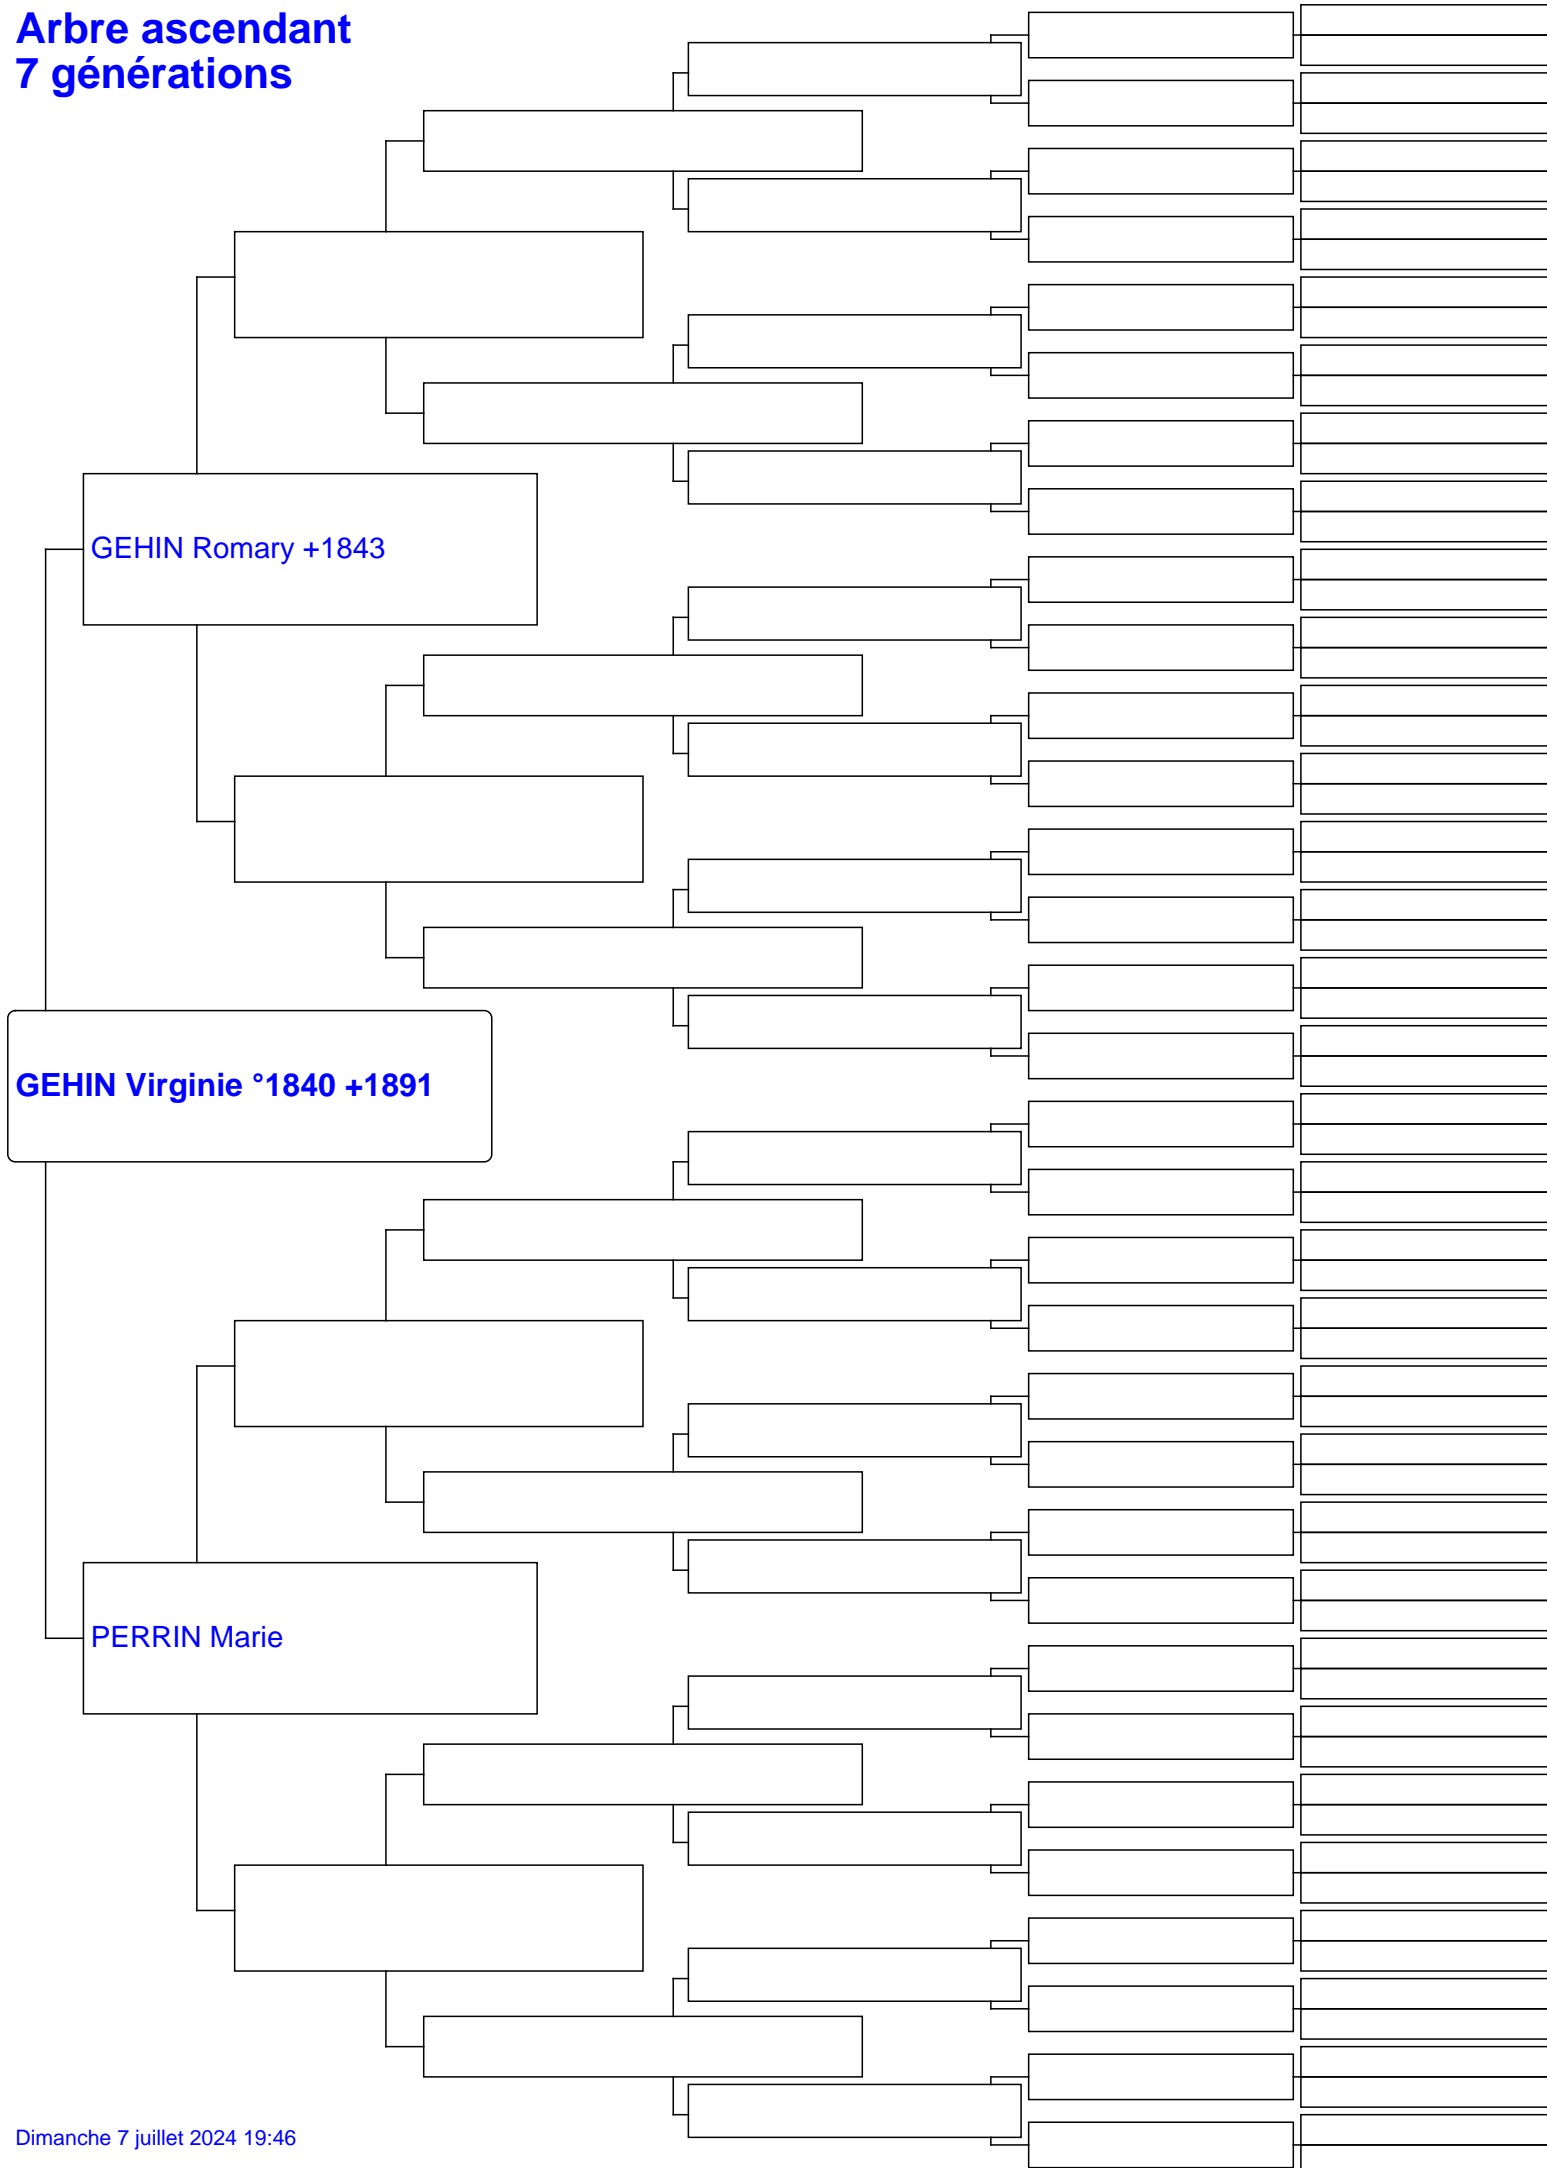 Arbre ascendant
7 générations
GEHIN Romary +1843
GEHIN Virginie °1840 +1891
PERRIN Marie
Dimanche 7 juillet 2024 19:46